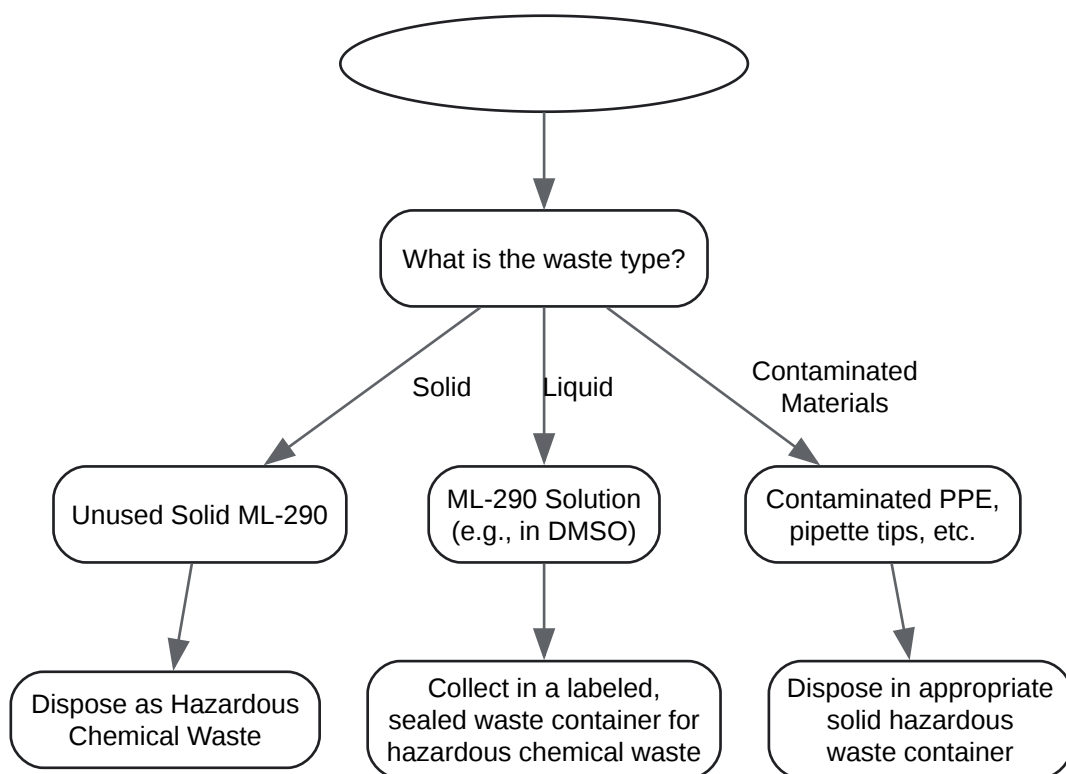 What is the waste type?
Solid
Liquid
Contaminated
Materials
Unused Solid ML-290
ML-290 Solution
(e.g., in DMSO)
Contaminated PPE,
pipette tips, etc.
Dispose as Hazardous
Chemical Waste
Collect in a labeled,
sealed waste container for
hazardous chemical waste
Dispose in appropriate
solid hazardous
waste container